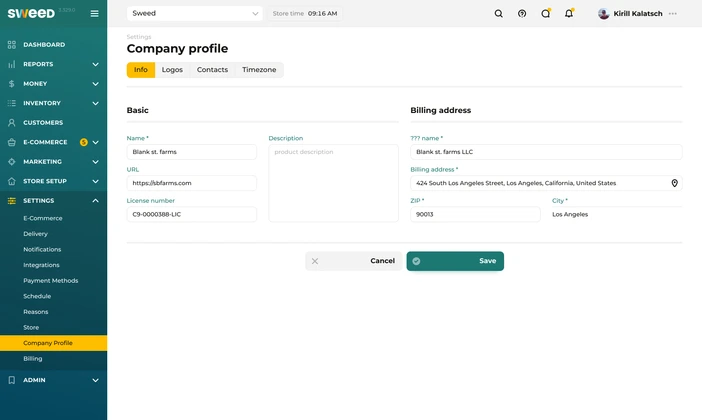 sweed
Sweed
Store time 09:16 AM
Kirill Kalatsch
DASHBOARD
REPORTS
MONEY
INVENTORY
CUSTOMERS
E-COMMERCE 5
MARKETING
STORE SETUP
SETTINGS
E-Commerce
Delivery
Notifications
Integrations
Payment Methods
Schedule
Reasons
Store
Company Profile
Billing
ADMIN
Settings
Company profile
Info Logos Contacts Timezone
Basic
Name *
Blank st. farms
URL
https://sbfarms.com
License number
C9-0000388-LIC
Description
product description
Billing address
??? name *
Blank st. farms LLC
Billing address *
424 South Los Angeles Street, Los Angeles, California, United States
ZIP * City *
90013 Los Angeles
Cancel Save